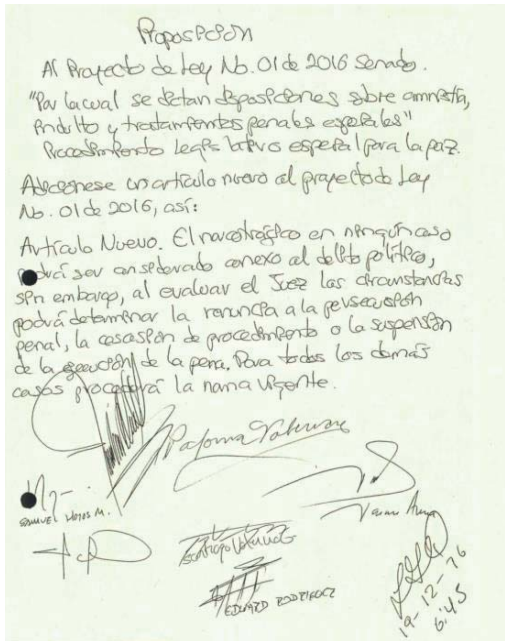 Proposición
Al Proyecto de Ley No. 01 de 2016 Senado.
"Por la cual se dictan disposiciones sobre amnistía,
indulto y tratamientos penales especiales"
Procedimiento Legislativo especial para la paz.
Adiciónese un artículo nuevo al proyecto de Ley
No. 01 de 2016, así:
Artículo Nuevo. El narcotráfico en ningún caso
podrá ser considerado conexo al delito político,
sin embargo, al evaluar el Juez las circunstancias
podrá determinar la renuncia a la persecución
penal, la cesación de procedimiento o la suspensión
de la ejecución de la pena. Para todos los demás
casos procederá la norma vigente.
Paloma Valencia
SAMUEL HOYOS M.
Santiago Valencia
EDWARD RODRIGUEZ
19-12-16
6:45